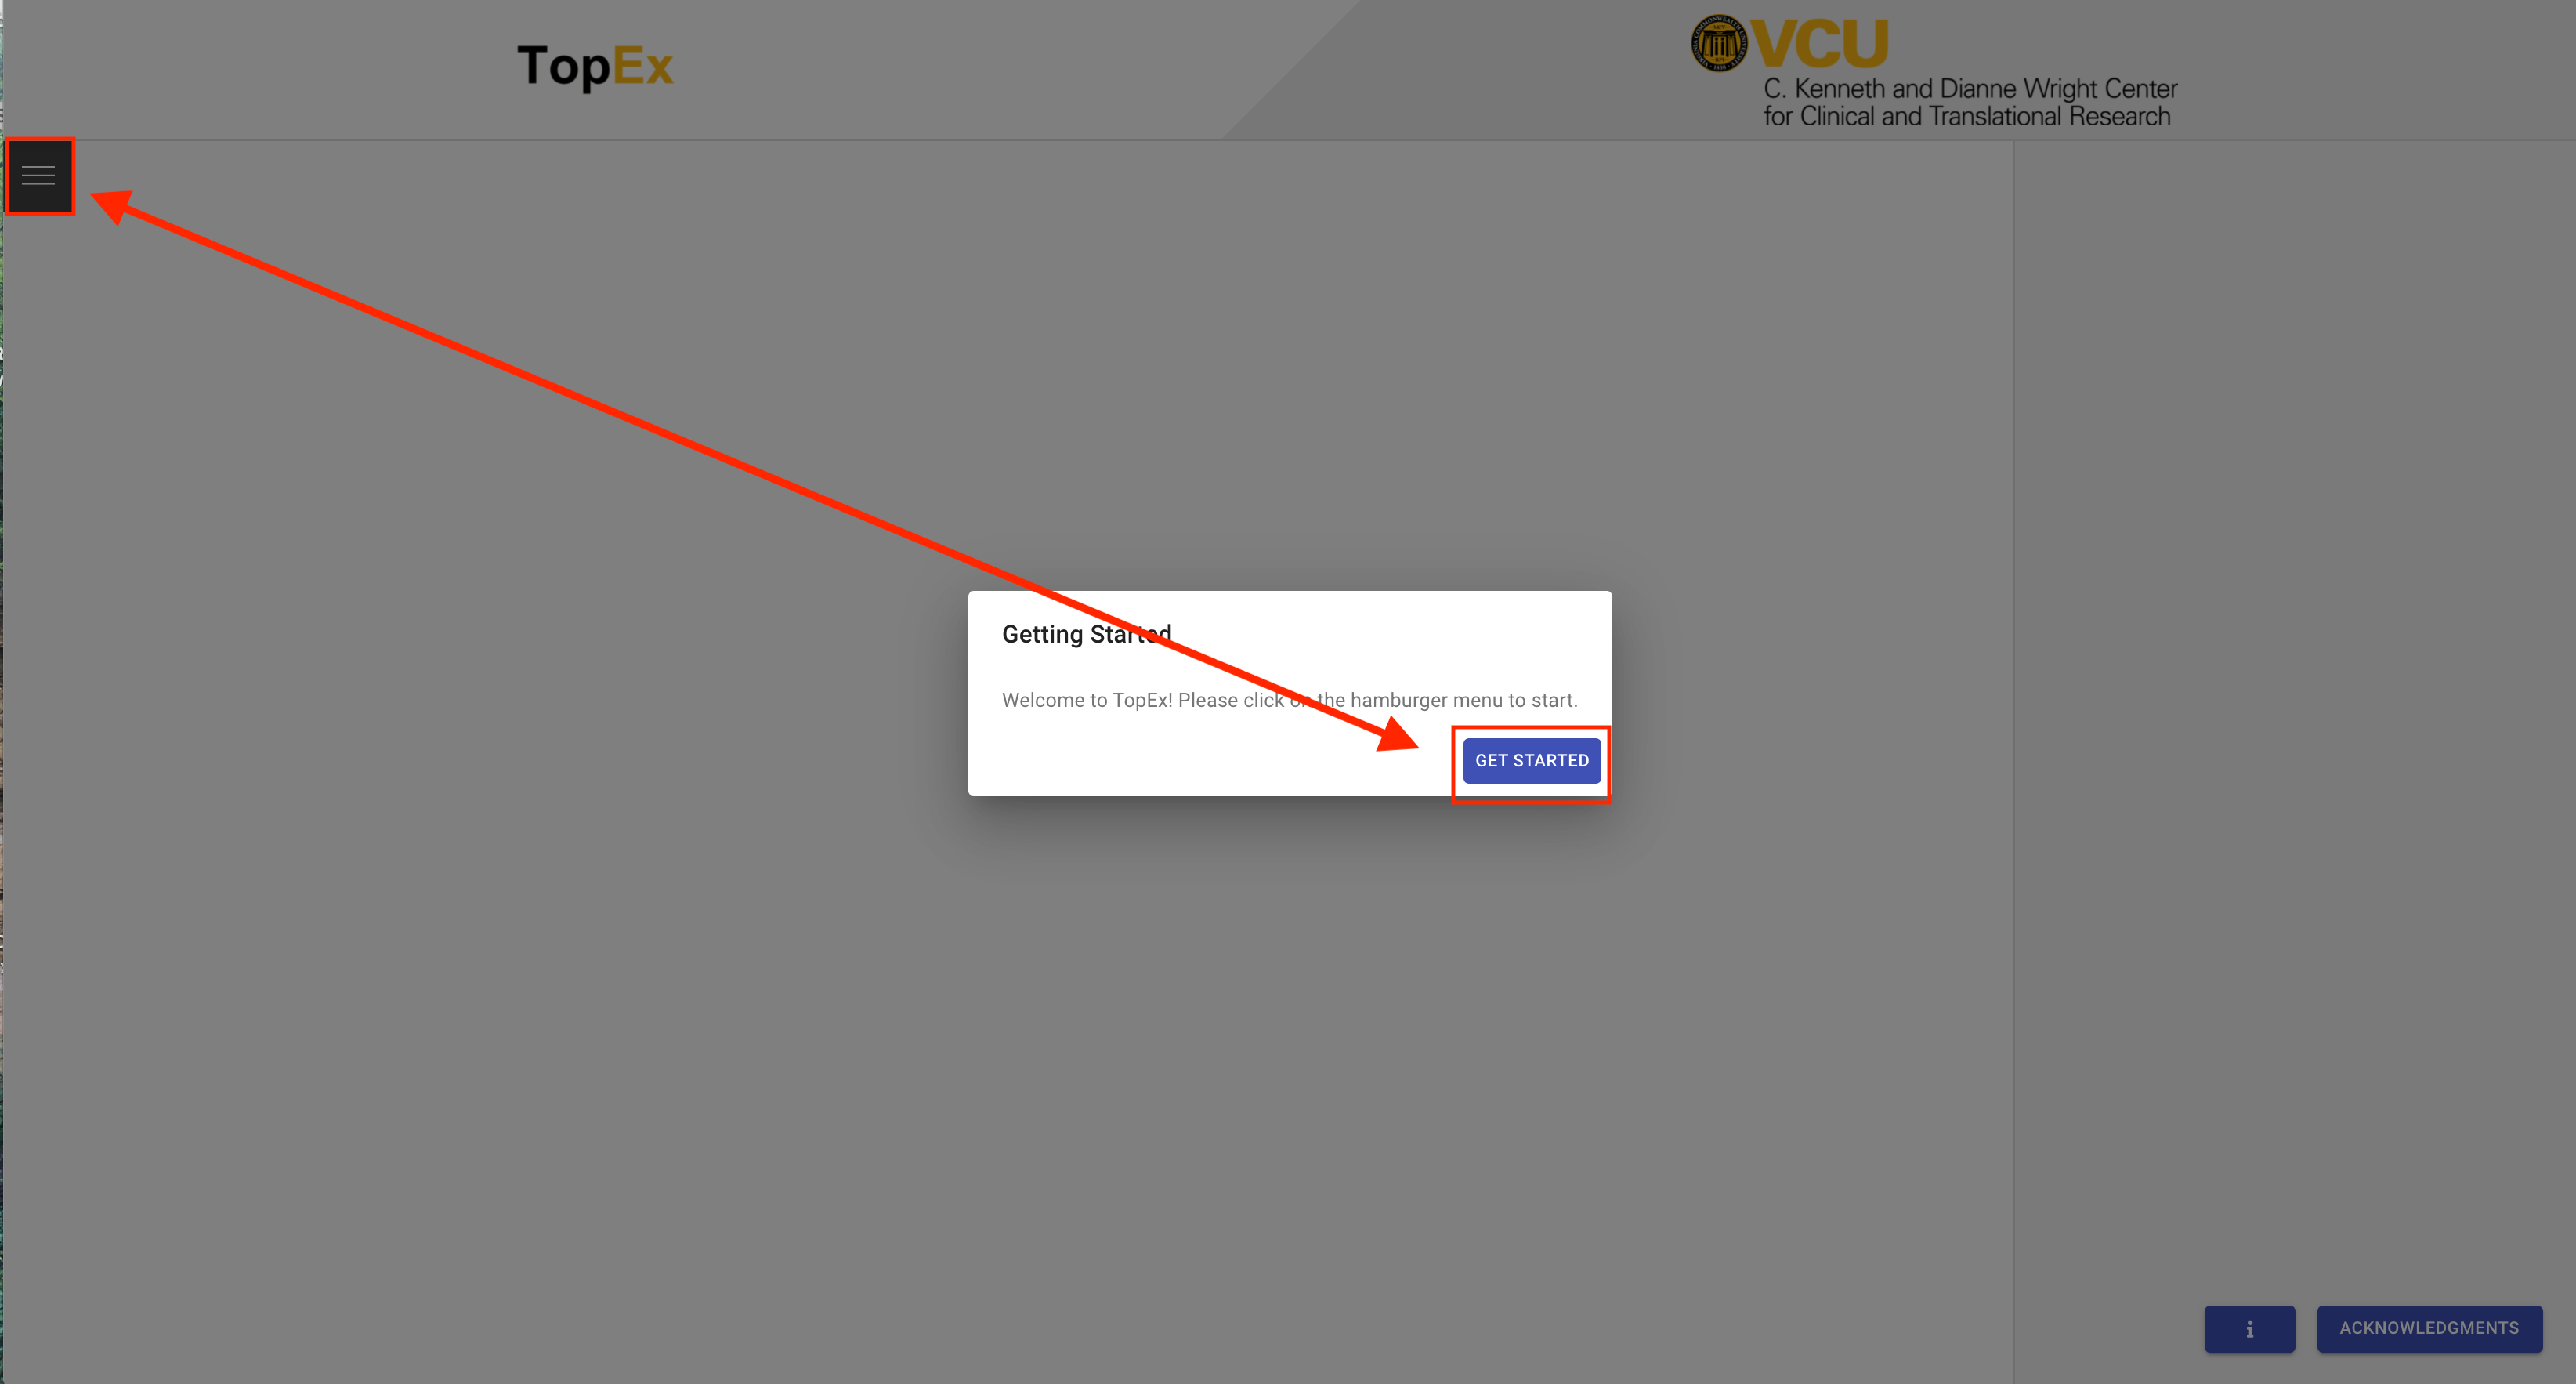 TopEx
VCU
C. Kenneth and Dianne Wright Center
for Clinical and Translational Research
Getting Started
Welcome to TopEx! Please click on the hamburger menu to start.
GET STARTED
i
ACKNOWLEDGMENTS